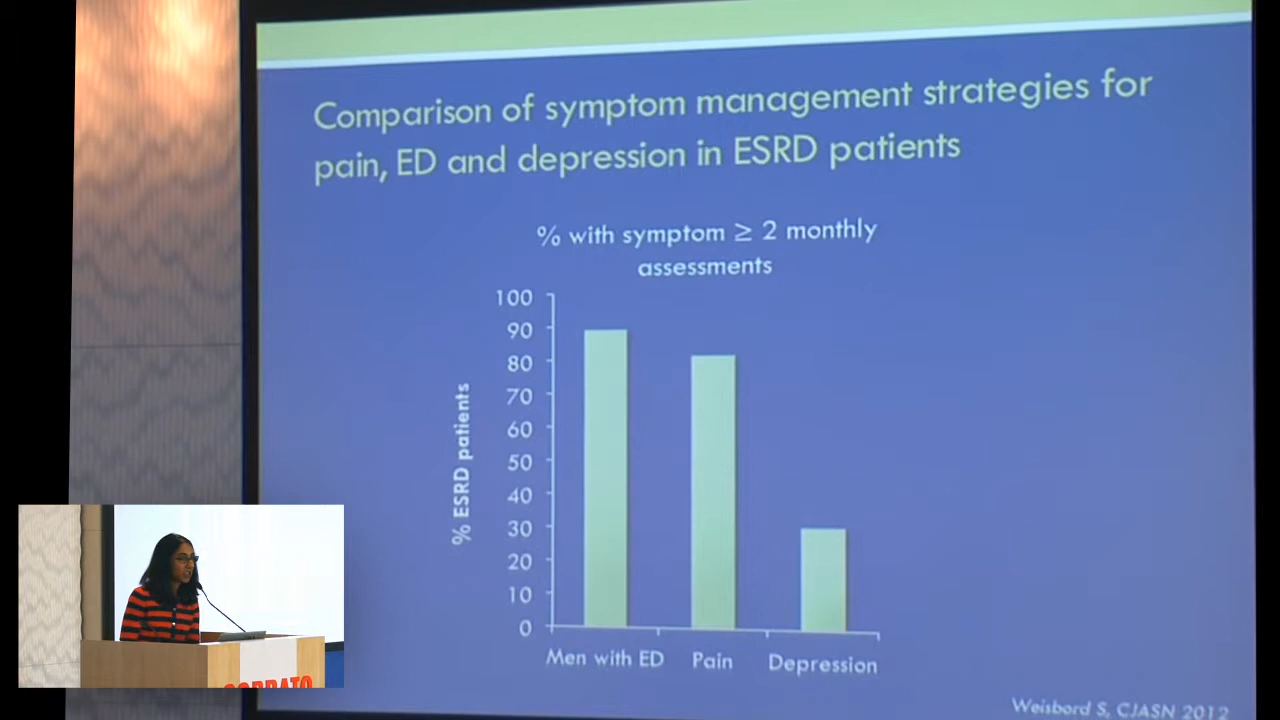 Comparison of symptom management strategies for
pain, ED and depression in ESRD patients
% with symptom ≥ 2 monthly
assessments
100
90
80
70
60
50
40
30
20
10
0
% ESRD patients
Men with ED Pain Depression
Weisbord S, CJASN 2012